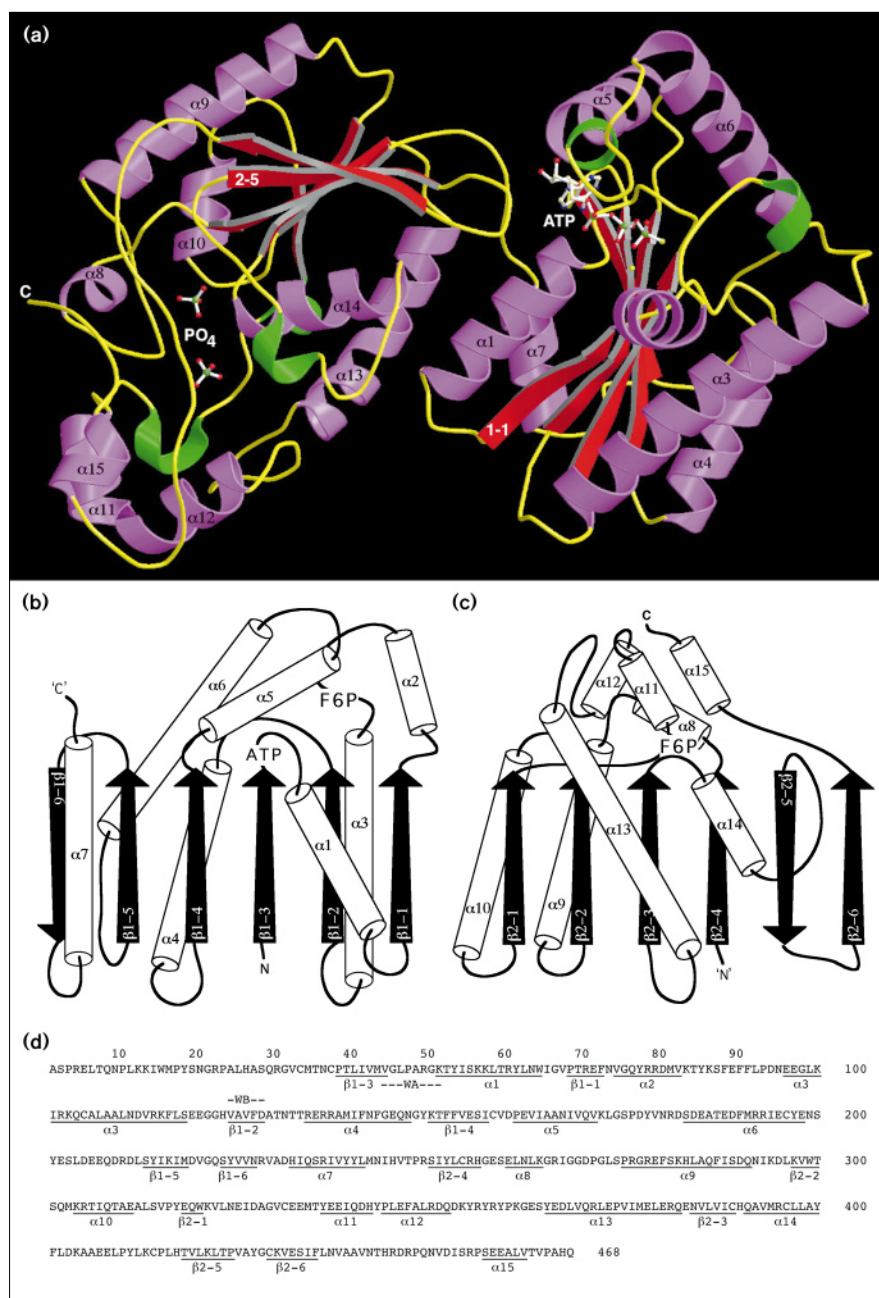 (a)
α9
α5
α6
2-5
ATP
α10
α8
C
α14
PO4
α1
α7
α13
α3
1-1
α15
α4
α11
α12
(b)
α6
α5
α2
'C'
F6P
ATP
β1-6
α7
α3
α1
α4
β1-5
β1-4
β1-3
β1-2
β1-1
N
(c)
C
α15
α12
α11
α8
F6P
β2-5
α13
α14
α10
α9
β2-1
β2-2
β2-3
β2-4
β2-6
'N'
(d)
10 20 30 40 50 60 70 80 90
ASPRELTQNPLKKIWMPYSNGRPALHASQRGVCMTNCPTLIVMVGLPARGKTYISKKLTRYLNWIGVPTREFNVGQYRRDMVKTYKSFEFFLPDNEEGLK 100
β1-3 ---WA---- α1 β1-1 α2 α3
-WB--
IRKQCALAALNDVRKFLSEEGGHVAVFDATNTTRERRAMIFNFGEQNGYKTFFVESICVDPEVIAANIVQVKLGSPDYVNRDSDEATEDFMRRIECYENS 200
α3 β1-2 α4 β1-4 α5 α6
YESLDEEQDRDLSYIKIMDVGQSYVVNRVADHIQSRIVYYLMNIHVTPRSIYLCRHGESELNLKGRIGGDPGLSPRGREFSKHLAQFISDQNIKDLKVWT 300
β1-5 β1-6 α7 β2-4 α8 α9 β2-2
SQMKRTIQTAEALSVPYEQWKVLNEIDAGVCEEMTYEEIQDHYPLEFALRDQDKYRYRYPKGESYEDLVQRLEPVIMELERQENVLVICHQAVMRCLLAY 400
α10 β2-1 α11 α12 α13 β2-3 α14
FLDKAAEELPYLKCPLHTVLKLTPVAYGCKVESIFLNVAAVNTHRDRPQNVDISRPSEEALVTVPAHQ 468
β2-5 β2-6 α15